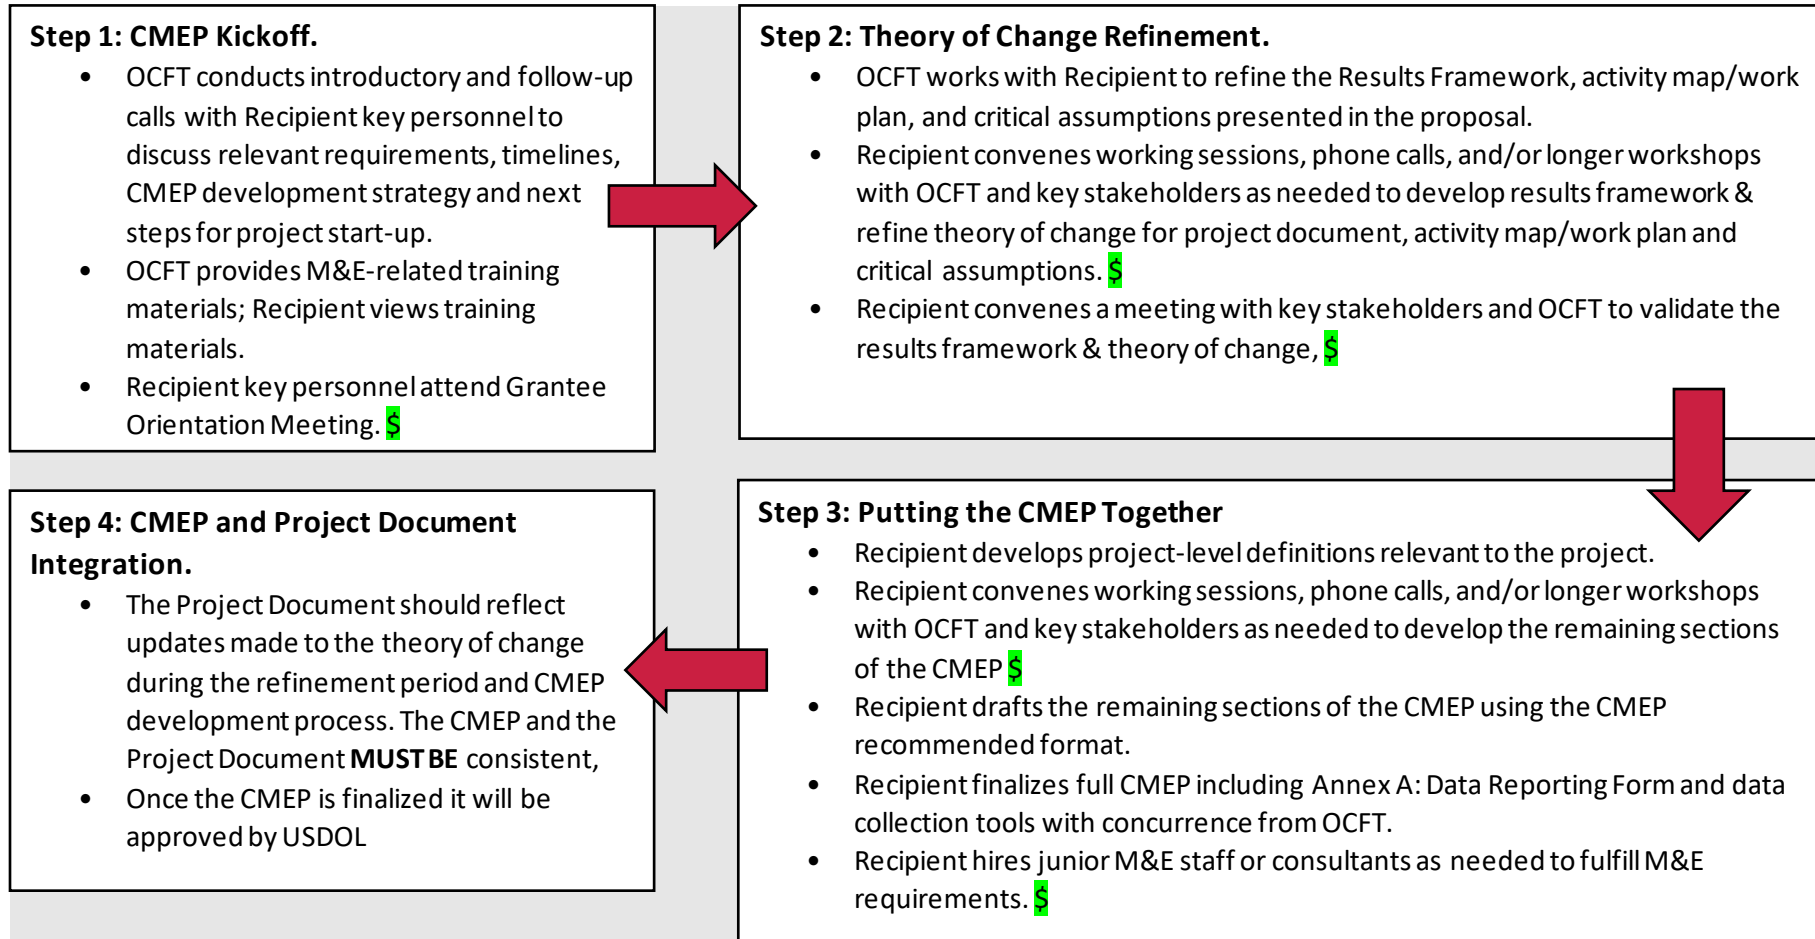 Step 1: CMEP Kickoff.
• OCFT conducts introductory and follow-up
calls with Recipient key personnel to
discuss relevant requirements, timelines,
CMEP development strategy and next
steps for project start-up.
• OCFT provides M&E-related training
materials; Recipient views training
materials.
• Recipient key personnel attend Grantee
Orientation Meeting. $
Step 2: Theory of Change Refinement.
• OCFT works with Recipient to refine the Results Framework, activity map/work
plan, and critical assumptions presented in the proposal.
• Recipient convenes working sessions, phone calls, and/or longer workshops
with OCFT and key stakeholders as needed to develop results framework &
refine theory of change for project document, activity map/work plan and
critical assumptions. $
• Recipient convenes a meeting with key stakeholders and OCFT to validate the
results framework & theory of change, $
Step 3: Putting the CMEP Together
• Recipient develops project-level definitions relevant to the project.
• Recipient convenes working sessions, phone calls, and/or longer workshops
with OCFT and key stakeholders as needed to develop the remaining sections
of the CMEP $
• Recipient drafts the remaining sections of the CMEP using the CMEP
recommended format.
• Recipient finalizes full CMEP including Annex A: Data Reporting Form and data
collection tools with concurrence from OCFT.
• Recipient hires junior M&E staff or consultants as needed to fulfill M&E
requirements. $
Step 4: CMEP and Project Document
Integration.
• The Project Document should reflect
updates made to the theory of change
during the refinement period and CMEP
development process. The CMEP and the
Project Document MUST BE consistent,
• Once the CMEP is finalized it will be
approved by USDOL